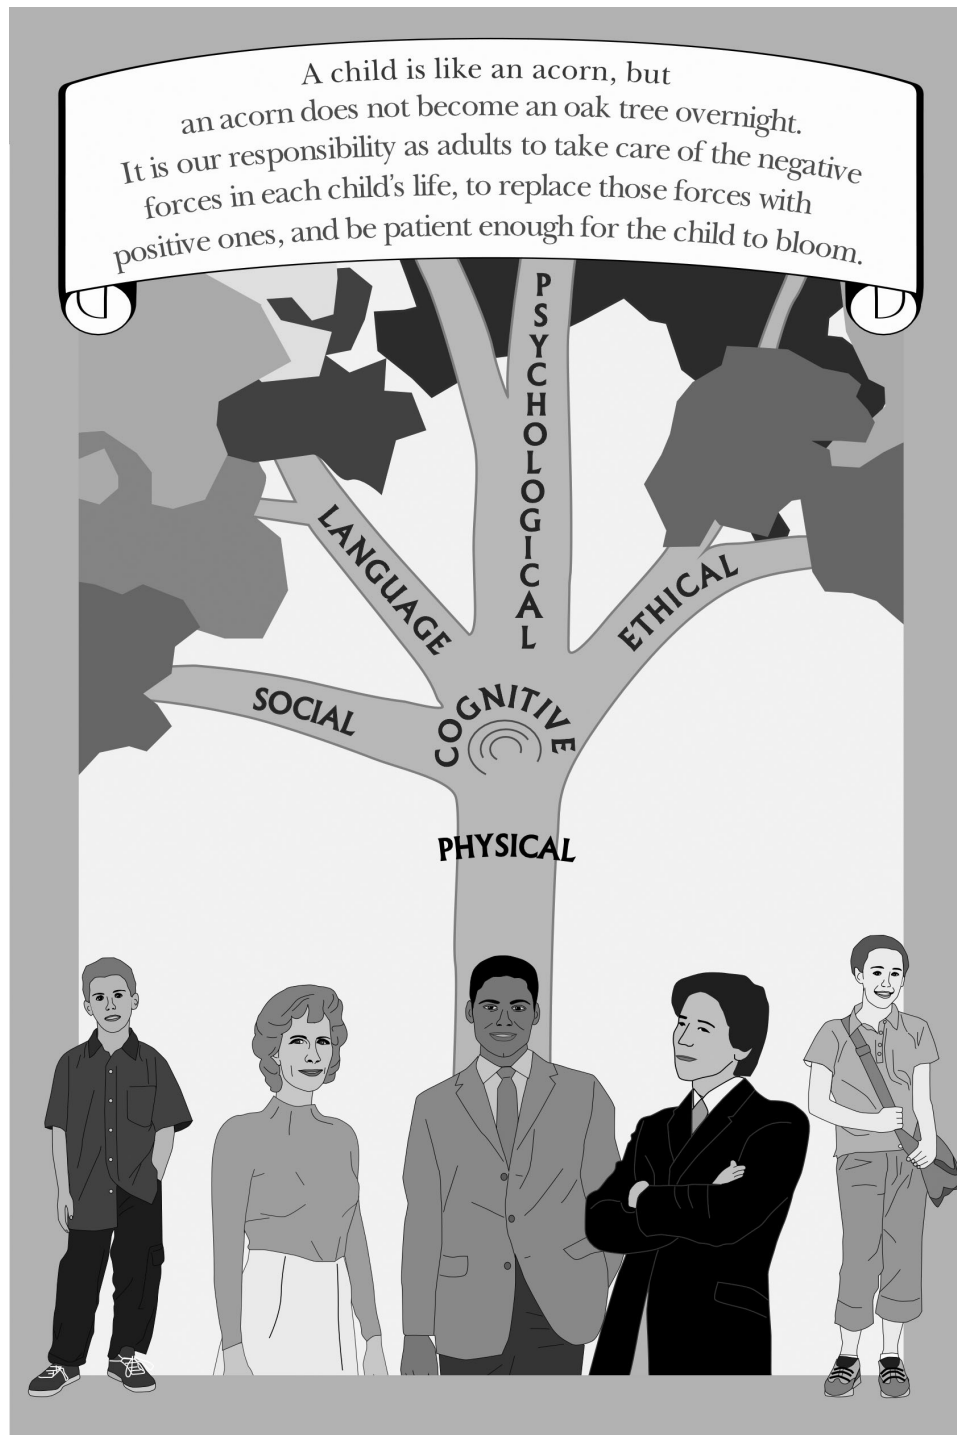 A child is like an acorn, but
an acorn does not become an oak tree overnight.
It is our responsibility as adults to take care of the negative
forces in each child's life, to replace those forces with
positive ones, and be patient enough for the child to bloom.
PSYCHOLOGICAL
LANGUAGE
ETHICAL
SOCIAL
COGNITIVE
PHYSICAL